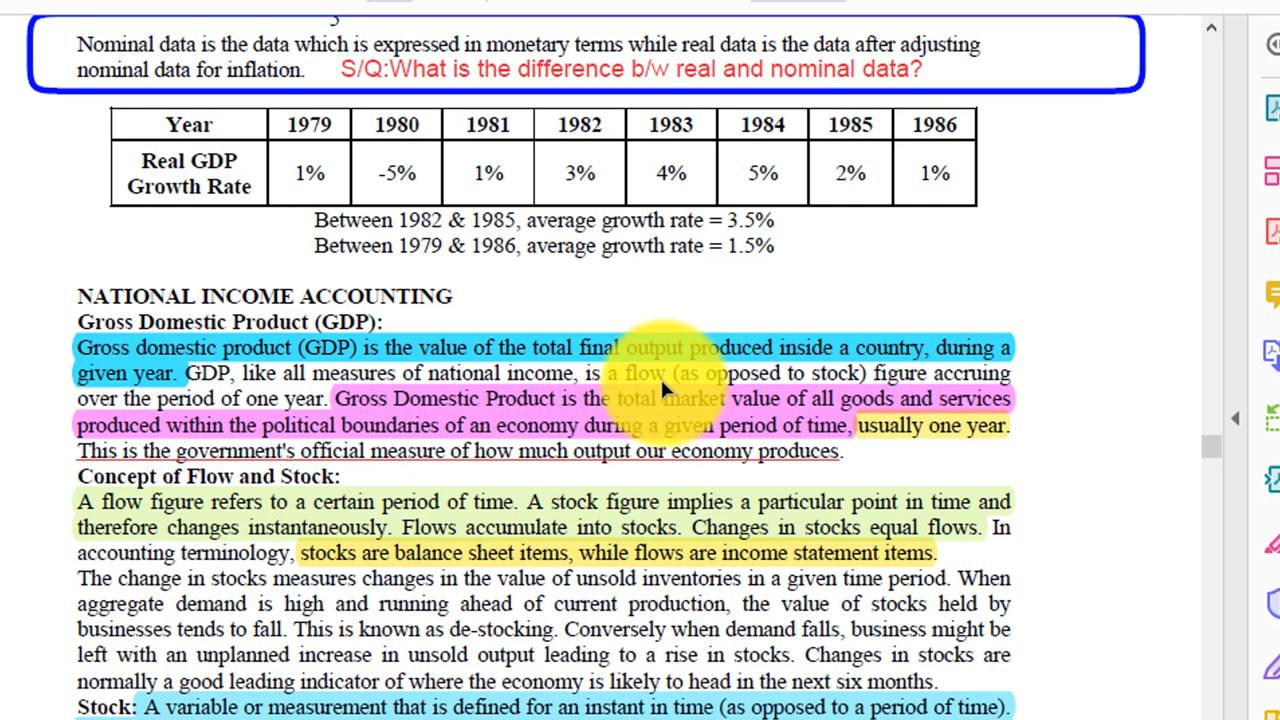 Nominal data is the data which is expressed in monetary terms while real data is the data after adjusting
nominal data for inflation. S/Q:What is the difference b/w real and nominal data?
Year 1979 1980 1981 1982 1983 1984 1985 1986
Real GDP
Growth Rate 1% -5% 1% 3% 4% 5% 2% 1%
Between 1982 & 1985, average growth rate = 3.5%
Between 1979 & 1986, average growth rate = 1.5%
NATIONAL INCOME ACCOUNTING
Gross Domestic Product (GDP):
Gross domestic product (GDP) is the value of the total final output produced inside a country, during a
given year. GDP, like all measures of national income, is a flow (as opposed to stock) figure accruing
over the period of one year. Gross Domestic Product is the total market value of all goods and services
produced within the political boundaries of an economy during a given period of time, usually one year.
This is the government's official measure of how much output our economy produces.
Concept of Flow and Stock:
A flow figure refers to a certain period of time. A stock figure implies a particular point in time and
therefore changes instantaneously. Flows accumulate into stocks. Changes in stocks equal flows. In
accounting terminology, stocks are balance sheet items, while flows are income statement items.
The change in stocks measures changes in the value of unsold inventories in a given time period. When
aggregate demand is high and running ahead of current production, the value of stocks held by
businesses tends to fall. This is known as de-stocking. Conversely when demand falls, business might be
left with an unplanned increase in unsold output leading to a rise in stocks. Changes in stocks are
normally a good leading indicator of where the economy is likely to head in the next six months.
Stock: A variable or measurement that is defined for an instant in time (as opposed to a period of time).